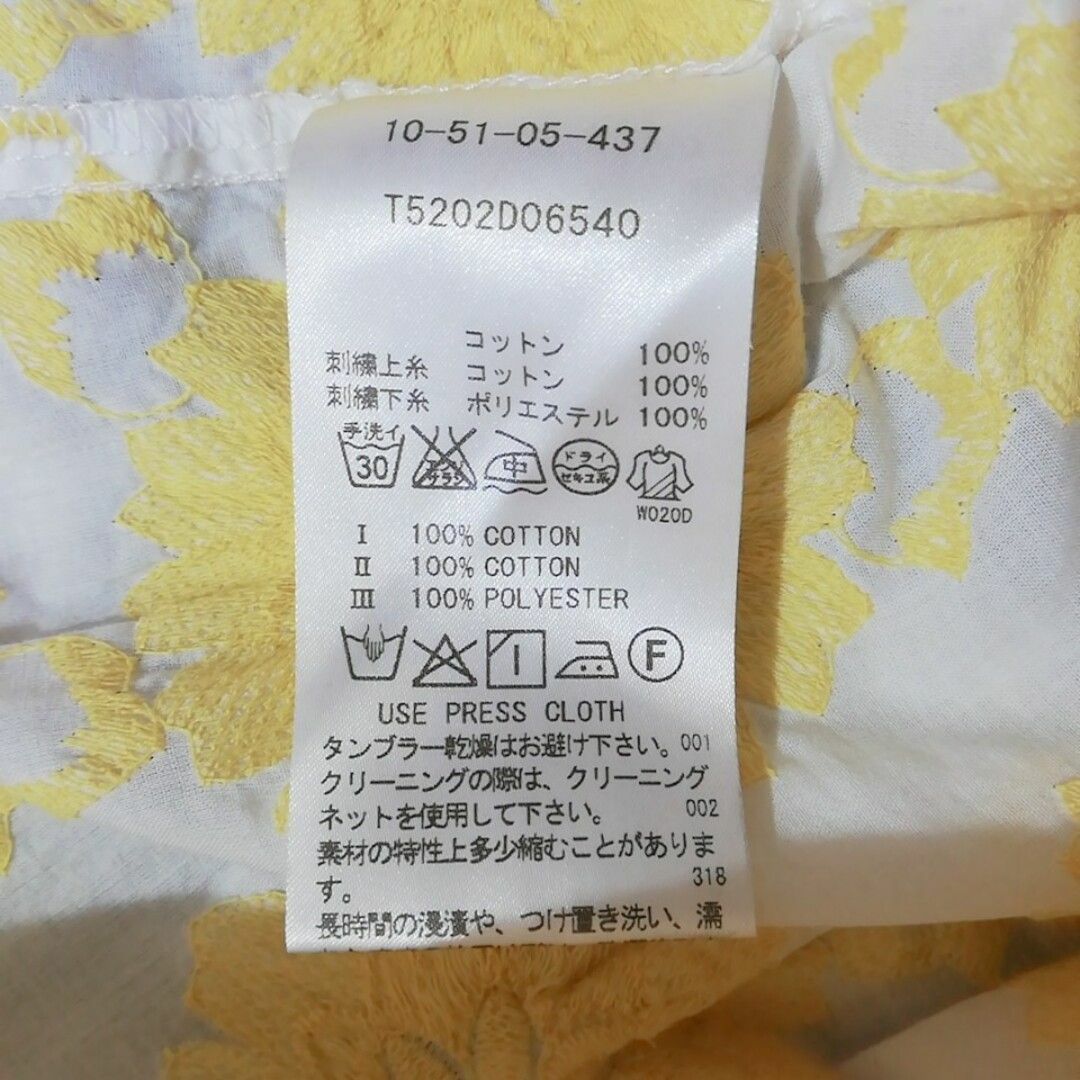 10-51-05-437
T5202D06540
コットン 100%
刺繍上糸 コットン 100%
刺繍下糸 ポリエステル 100%
手洗イ 30 エンソサラシ 中 ドライ セキユ系
W020D
I 100% COTTON
II 100% COTTON
III 100% POLYESTER
F
USE PRESS CLOTH
タンブラー乾燥はお避け下さい。001
クリーニングの際は、クリーニング
ネットを使用して下さい。 002
素材の特性上多少縮むことがありま
す。 318
長時間の浸漬や、つけ置き洗い、濡